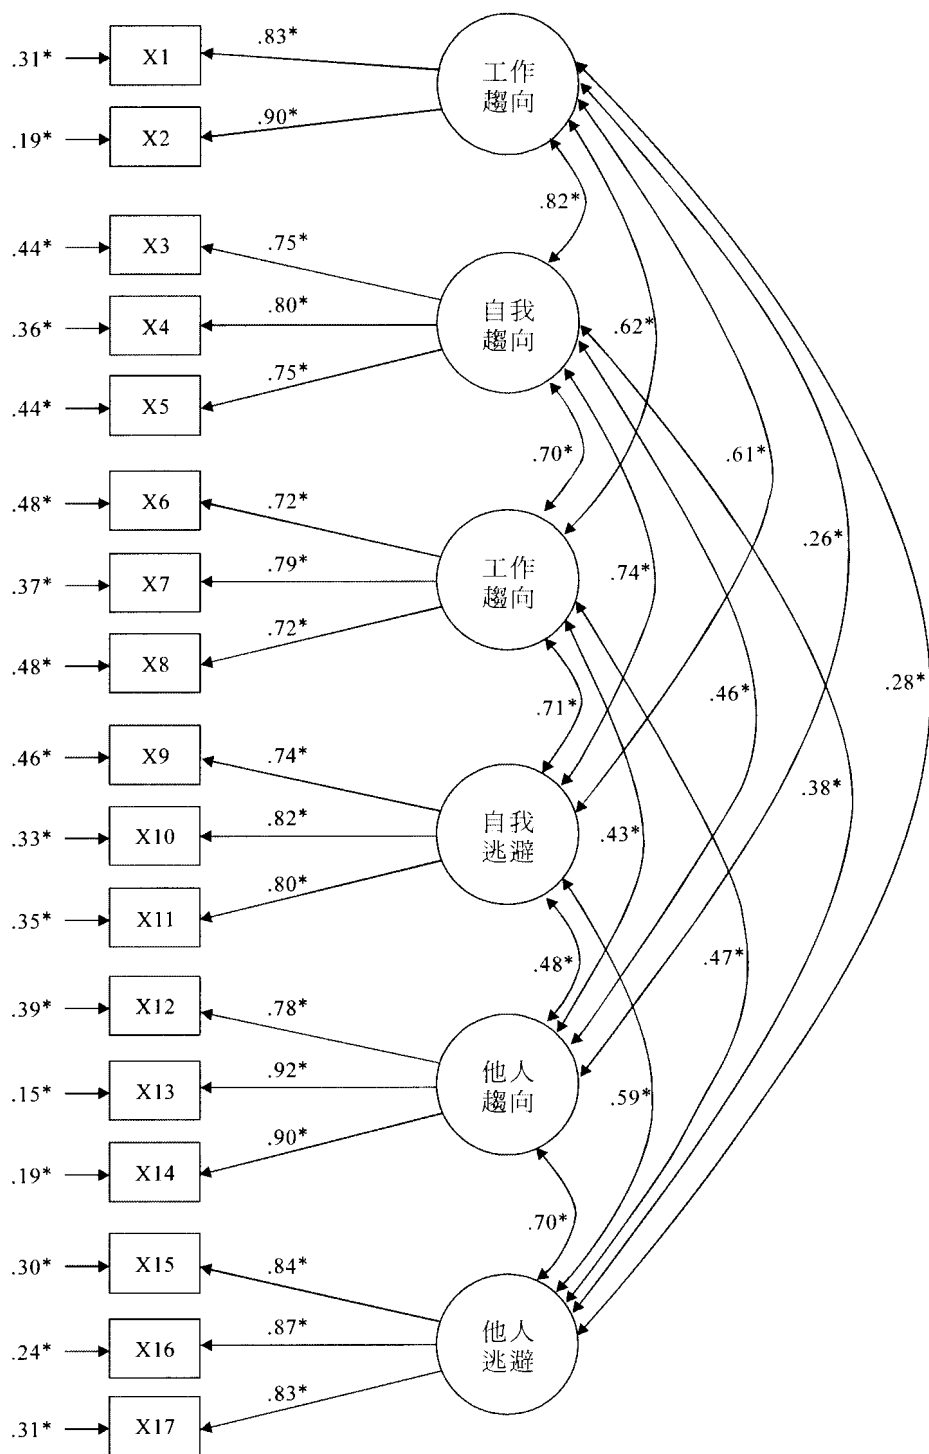 .31* X1 .83* 工作
趨向
.19* X2 .90*
.82*
.44* X3 .75*
.36* X4 .80* 自我
趨向 .62*
.44* X5 .75*
.70* .61*
.48* X6 .72*
.26*
.37* X7 .79* 工作
趨向 .74*
.48* X8 .72*
.28*
.71* .46*
.46* X9 .74*
.38*
.33* X10 .82* 自我
逃避 .43*
.35* X11 .80*
.48* .47*
.39* X12 .78*
.15* X13 .92* 他人
趨向 .59*
.19* X14 .90*
.70*
.30* X15 .84*
.24* X16 .87* 他人
逃避
.31* X17 .83*